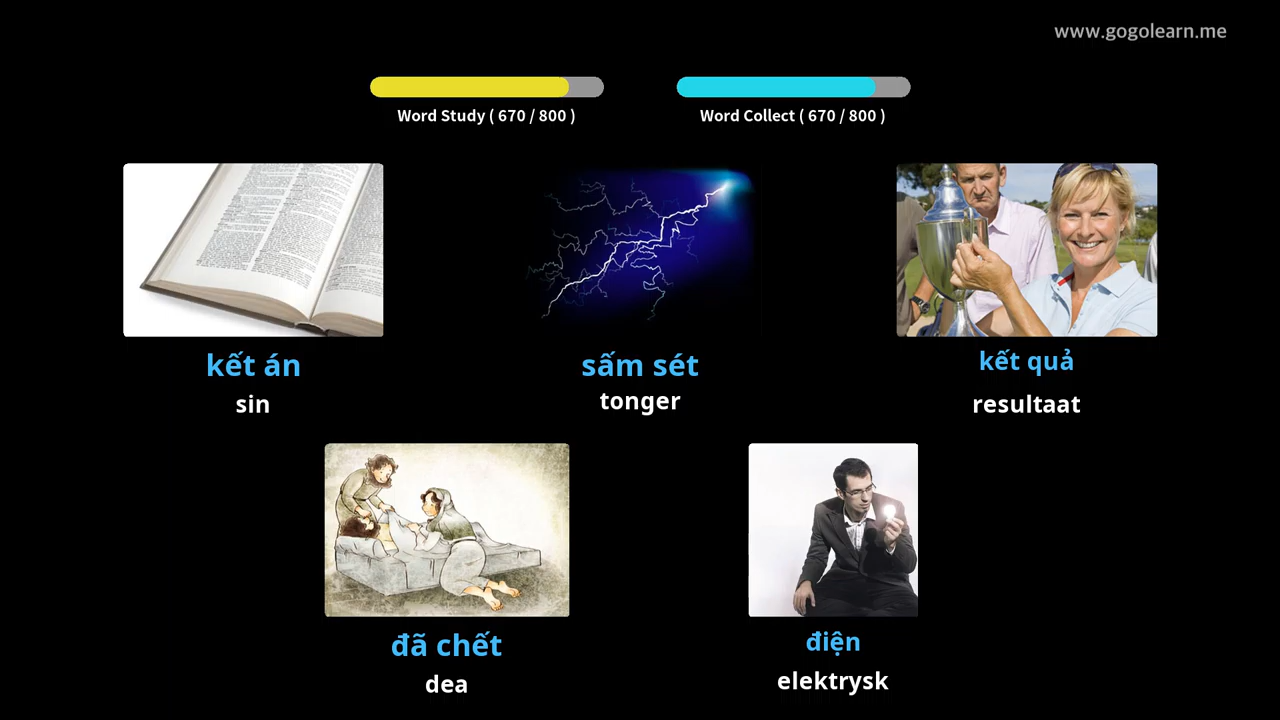 www.gogolearn.me
Word Study ( 670 / 800 )
Word Collect ( 670 / 800 )
kết án
sin
sấm sét
tonger
kết quả
resultaat
đã chết
dea
điện
elektrysk